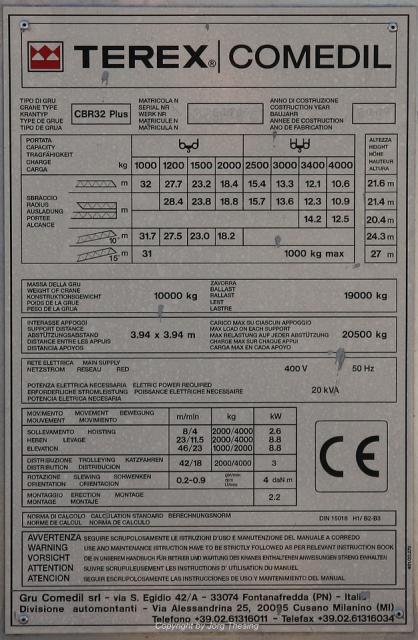 TEREX® COMEDIL
TIPO DI GRU
CRANE TYPE
KRANTYP
TYPE DE GRUE
TIPO DE GRUA
CBR32 Plus
MATRICOLA N
SERIAL NR
WERK NR
MATRICULE N
MATRICULA N
ANNO DI COSTRUZIONE
COSTRUCTION YEAR
BAUJAHR
ANNEE DE COSTRUCTION
ANO DE FABRICATION
PORTATA
CAPACITY
TRAGFÄHIGKEIT
CHARGE
CARGA
kg 1000 1200 1500 2000 2500 3000 3400 4000
ALTEZZA
HEIGHT
HÖHE
HAUTEUR
ALTURA
SBRACCIO
RADIUS
AUSLADUNG
PORTEE
ALCANCE
m 32 27.7 23.2 18.4 15.4 13.3 12.1 10.6 21.6 m
m 28.4 23.8 18.8 15.7 13.6 12.3 10.9 21.4 m
14.2 12.5 20.4 m
10° m 31.7 27.5 23.0 18.2 24.3 m
15° m 31 1000 kg max 27 m
MASSA DELLA GRU
WEIGHT OF CRANE
KONSTRUKTIONSGEWICHT
POIDS DE LA GRUE
PESO DE LA GRU
10000 kg
ZAVORRA
BALLAST
BALLAST
LEST
LASTRE
19000 kg
INTERASSE APPOGGI
SUPPORT DISTANCE
ABSTÜTZUNGSABSTAND
DISTANCE ENTRE LES APPUIS
DISTANCIA APOYOS
3.94 x 3.94 m
CARICO MAX SU CIASCUN APPOGGIO
MAX LOAD ON EACH SUPPORT
MAX RELASTUNG AUF JEDER ABSTÜTZUNG
CHARGE MAX SUR CHAQUE APPUI
CARGA MAX EN CADA APOYO
20500 kg
RETE ELETTRICA MAIN SUPPLY
NETZSTROM RESEAU RED
400 V 50 Hz
POTENZA ELETTRICA NECESSARIA ELETRIC POWER REQUIRED
ERFORDERLICHE STROMLEISTUNG POISSANCE ELETTRICHE NECESSAIRE
POTENCIA ELETRICA NECESARIA
20 kVA
MOVIMENTO MOVEMENT BEWEGUNG
MOUVEMENT MOVIMIENTO
m/min kg kW
SOLLEVAMENTO HOISTING
HEBEN LEVAGE
ELEVATION
8/4 2000/4000 2.6
23/11.5 2000/4000 8.8
46/23 1000/2000 8.8
DISTRIBUZIONE TROLLEYING KATZFAHREN
DISTRIBUTION DISTRIBUCION
42/18 2000/4000 3
ROTAZIONE SLEWING SCHWENKEN
ORIENTATION ORIENTACION
0.2-0.9 giri/min rpm U/min 4 daN m
MONTAGGIO ERECTION MONTAGE
MONTAGE MONTAJE
2.2
CE
NORMA DI CALCOLO CALCULATION STANDARD BERECHNUNGSNORM
NORME DE CALCUL NORMA DE CALCULO
DIN 15018 H1/ B2-B3
AVVERTENZA SEGUIRE SCRUPOLOSAMENTE LE ISTRUZIONI D'USO E MANUTENZIONE DEL MANUALE A CORREDO
WARNING USE AND MAINTENANCE ISTRUCTION HAVE TO BE STRICTLY FOLLOWED AS PER RELEVANT INSTRUCTION BOOK
VORSICHT DIE IN UNSEREM HANDBUCH FÜR BETRIEB UND WARTUNG DES KRANES ENTHALTENEN ANWEISUNGEN STRENG EINHALTEN
ATTENTION SUIVRE SCRUPULEUSEMENT LES INSTRUCTIONS D'UTILISATION DU MANUEL
ATENCION SEGUIR ESCRUPULOSAMENTE LAS INSTRUCCIONES DE USO Y MANTENIMIENTO DEL MANUAL
Gru Comedil srl - via S. Egidio 42/A - 33074 Fontanafredda (PN) - Italia
Divisione automontanti - Via Alessandrina 25, 20095 Cusano Milanino (MI)
Telefono +39.02.61316011 - Telefax +39.02.61316034
Copyright by Jörg Thesing